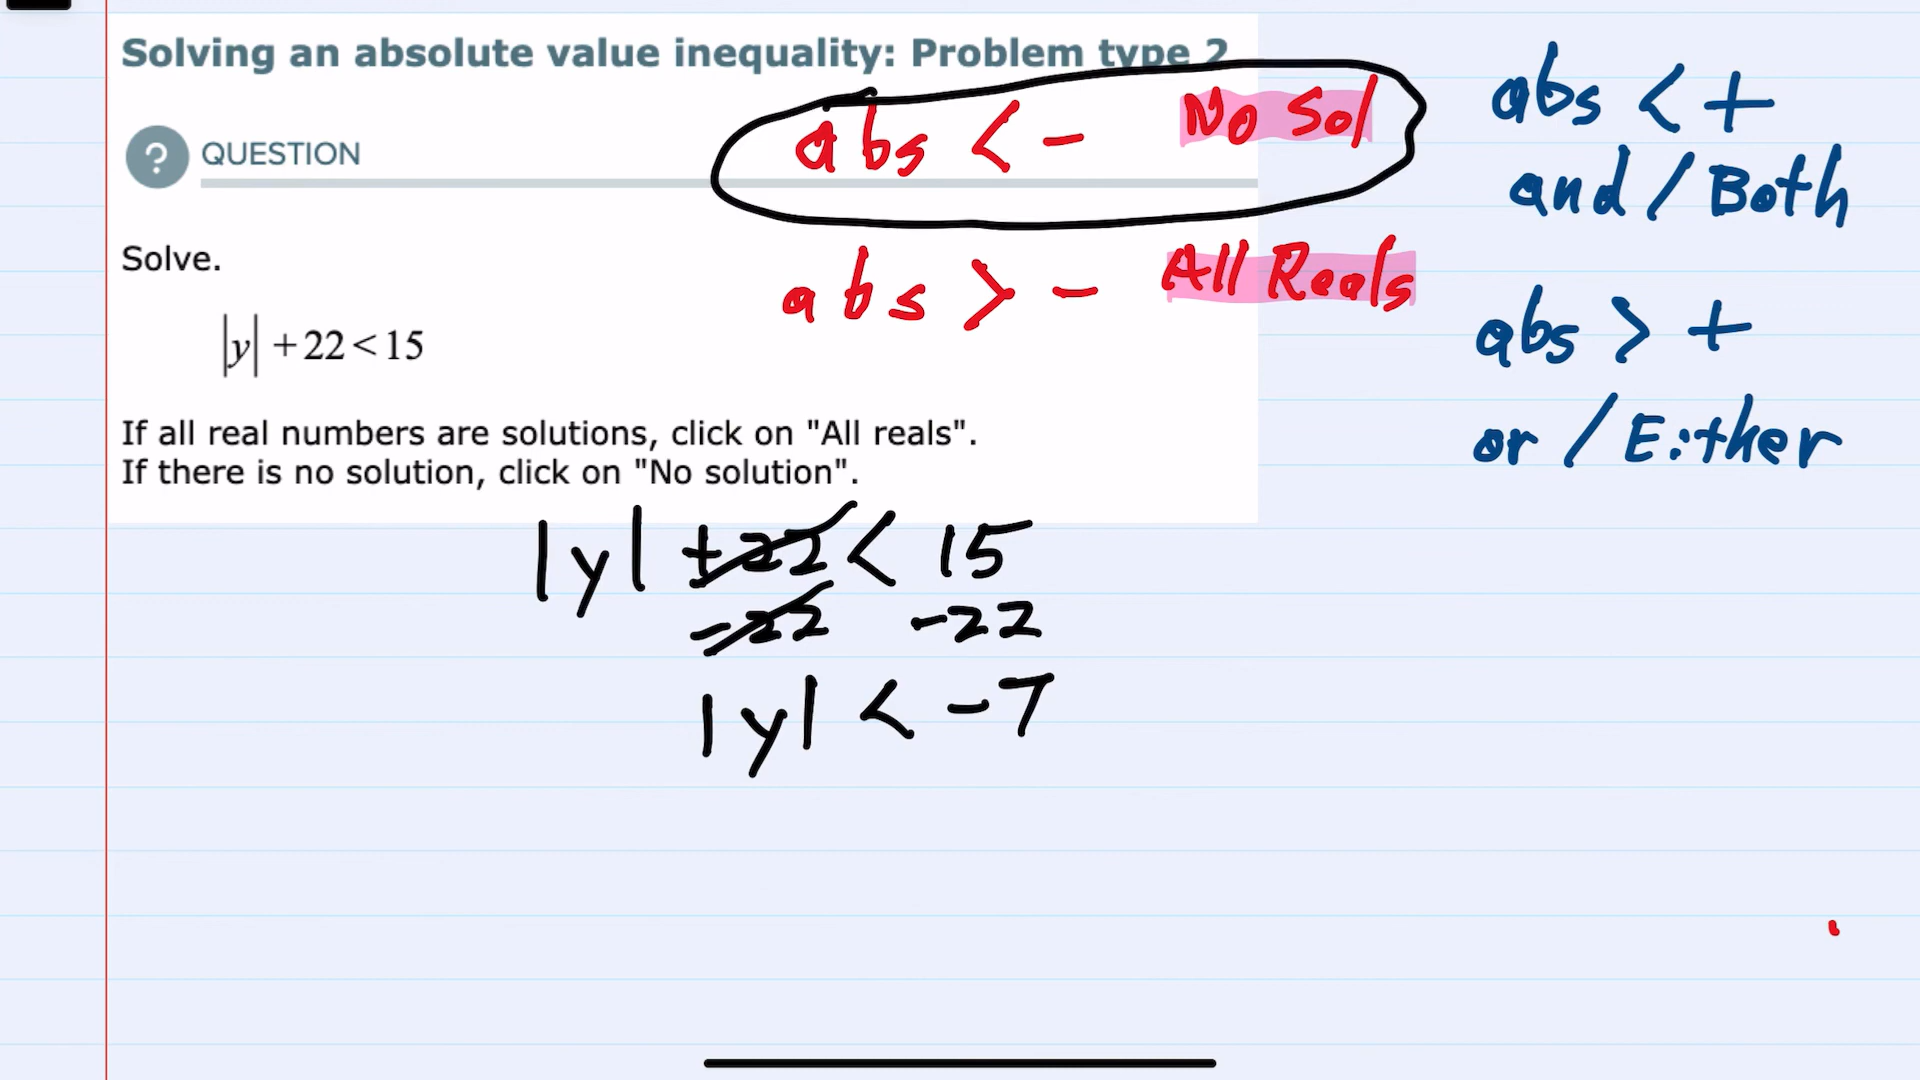 Solving an absolute value inequality: Problem type 2
abs < - No Sol
? QUESTION
abs > - All Reals
Solve.
|y| + 22 < 15
If all real numbers are solutions, click on "All reals".
If there is no solution, click on "No solution".
abs < +
and / Both
abs > +
or / Either
|y| +22 < 15
-22 -22
|y| < -7